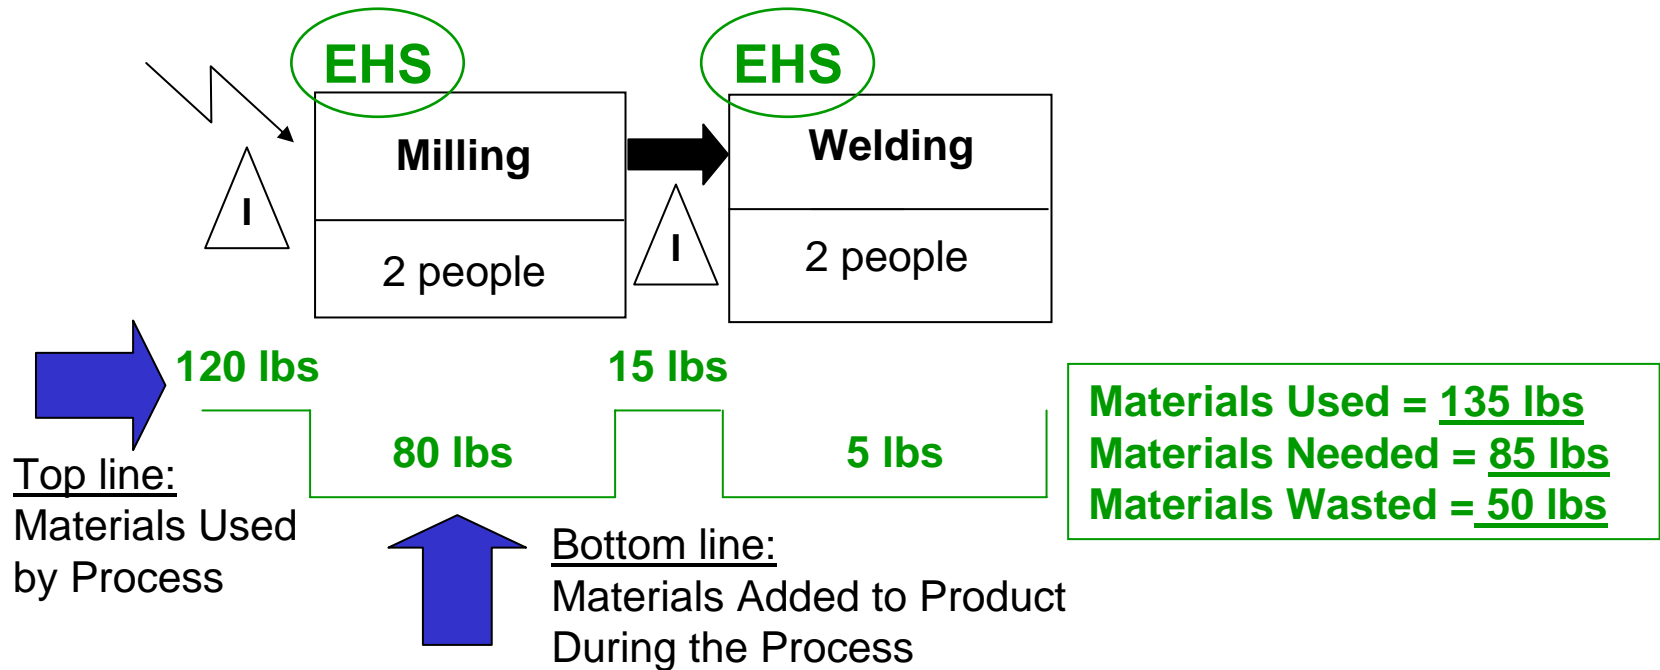 EHS
EHS
Milling
Welding
I
I
2 people
2 people
120 lbs
15 lbs
80 lbs
5 lbs
Materials Used = 135 lbs
Materials Needed = 85 lbs
Materials Wasted = 50 lbs
Top line:
Materials Used
by Process
Bottom line:
Materials Added to Product
During the Process